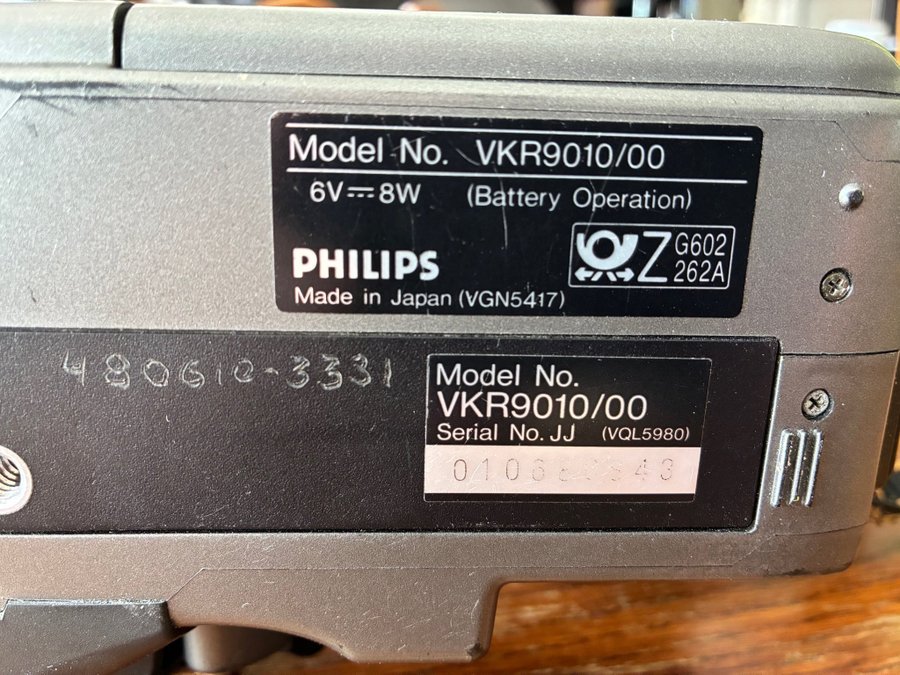 Model No. VKR9010/00
6V⎓8W (Battery Operation)
PHILIPS
Z G602
262A
Made in Japan (VGN5417)
480610-3331
Model No.
VKR9010/00
Serial No. JJ (VQL5980)